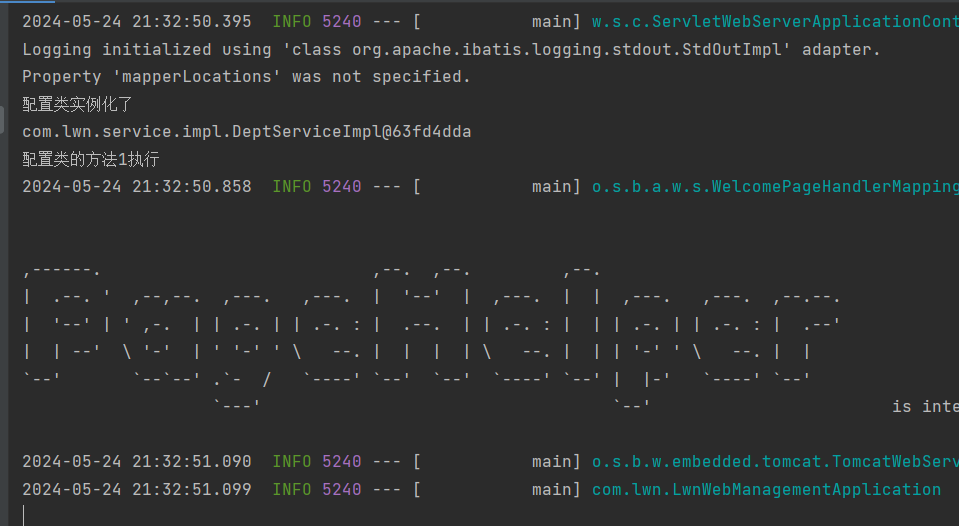 2024-05-24 21:32:50.395  INFO 5240 --- [           main] w.s.c.ServletWebServerApplicationCont
Logging initialized using 'class org.apache.ibatis.logging.stdout.StdOutImpl' adapter.
Property 'mapperLocations' was not specified.
配置类实例化了
com.lwn.service.impl.DeptServiceImpl@63fd4dda
配置类的方法1执行
2024-05-24 21:32:50.858  INFO 5240 --- [           main] o.s.b.a.w.s.WelcomePageHandlerMapping
,------.                           ,--.  ,--.         ,--.
|  .--. '  ,--,--.  ,---.   ,---.  |  '--'  |  ,---.  |  |  ,---.   ,---.  ,--.--.
|  '--' | ' ,-.  | | .-. | | .-. : |  .--.  | | .-. : |  | | .-. | | .-. : |  .--'
|  | --'  \ '-'  | ' '-' ' \   --. |  |  |  | \   --. |  | | '-' ' \   --. |  |
`--'       `--`--' .`-  /   `----' `--'  `--'  `----' `--' |  |-'   `----' `--'
                   `---'                                   `--'                        is inte
2024-05-24 21:32:51.090  INFO 5240 --- [           main] o.s.b.w.embedded.tomcat.TomcatWebServ
2024-05-24 21:32:51.099  INFO 5240 --- [           main] com.lwn.LwnWebManagementApplication